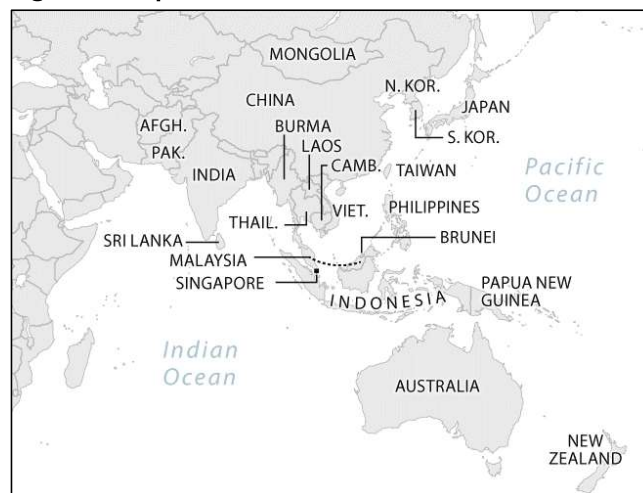 MONGOLIA
N. KOR.
CHINA
JAPAN
AFGH.
BURMA
S. KOR.
LAOS
PAK.
CAMB.
TAIWAN
Pacific
Ocean
INDIA
VIET.
PHILIPPINES
THAIL.
BRUNEI
SRI LANKA
MALAYSIA
SINGAPORE
INDONESIA
PAPUA NEW
GUINEA
Indian
Ocean
AUSTRALIA
NEW
ZEALAND